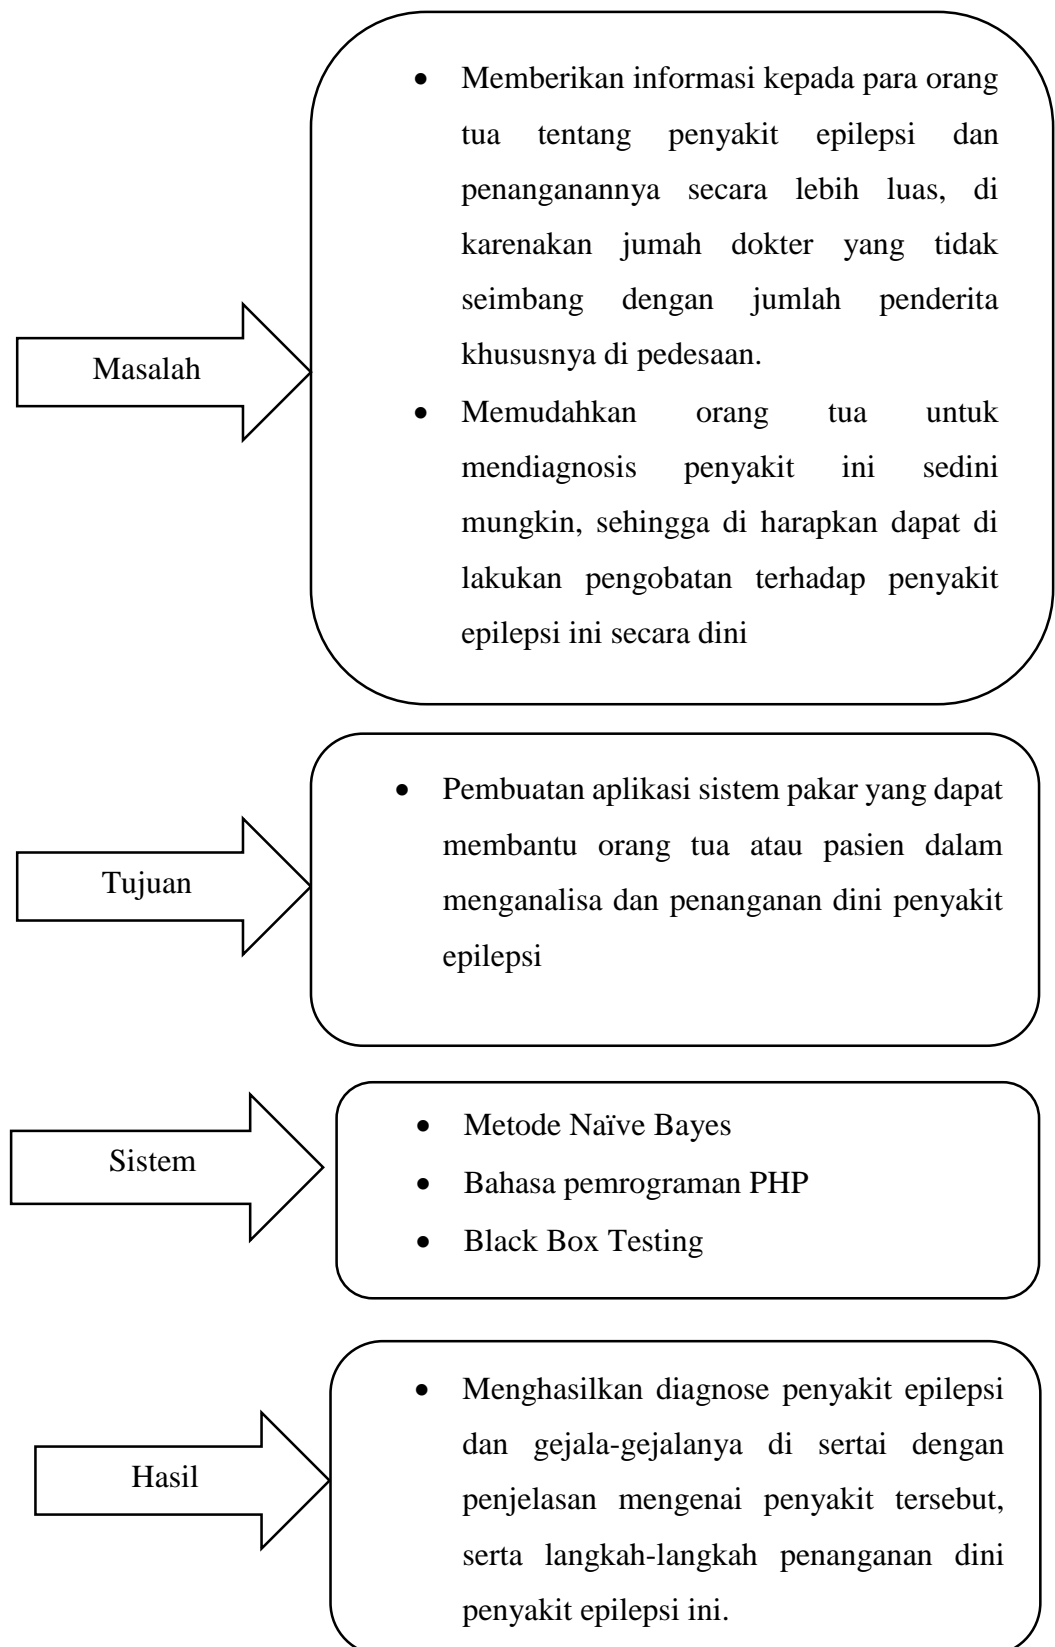 Masalah
• Memberikan informasi kepada para orang
tua tentang penyakit epilepsi dan
penanganannya secara lebih luas, di
karenakan jumah dokter yang tidak
seimbang dengan jumlah penderita
khususnya di pedesaan.
• Memudahkan orang tua untuk
mendiagnosis penyakit ini sedini
mungkin, sehingga di harapkan dapat di
lakukan pengobatan terhadap penyakit
epilepsi ini secara dini
Tujuan
• Pembuatan aplikasi sistem pakar yang dapat
membantu orang tua atau pasien dalam
menganalisa dan penanganan dini penyakit
epilepsi
Sistem
• Metode Naïve Bayes
• Bahasa pemrograman PHP
• Black Box Testing
Hasil
• Menghasilkan diagnose penyakit epilepsi
dan gejala-gejalanya di sertai dengan
penjelasan mengenai penyakit tersebut,
serta langkah-langkah penanganan dini
penyakit epilepsi ini.